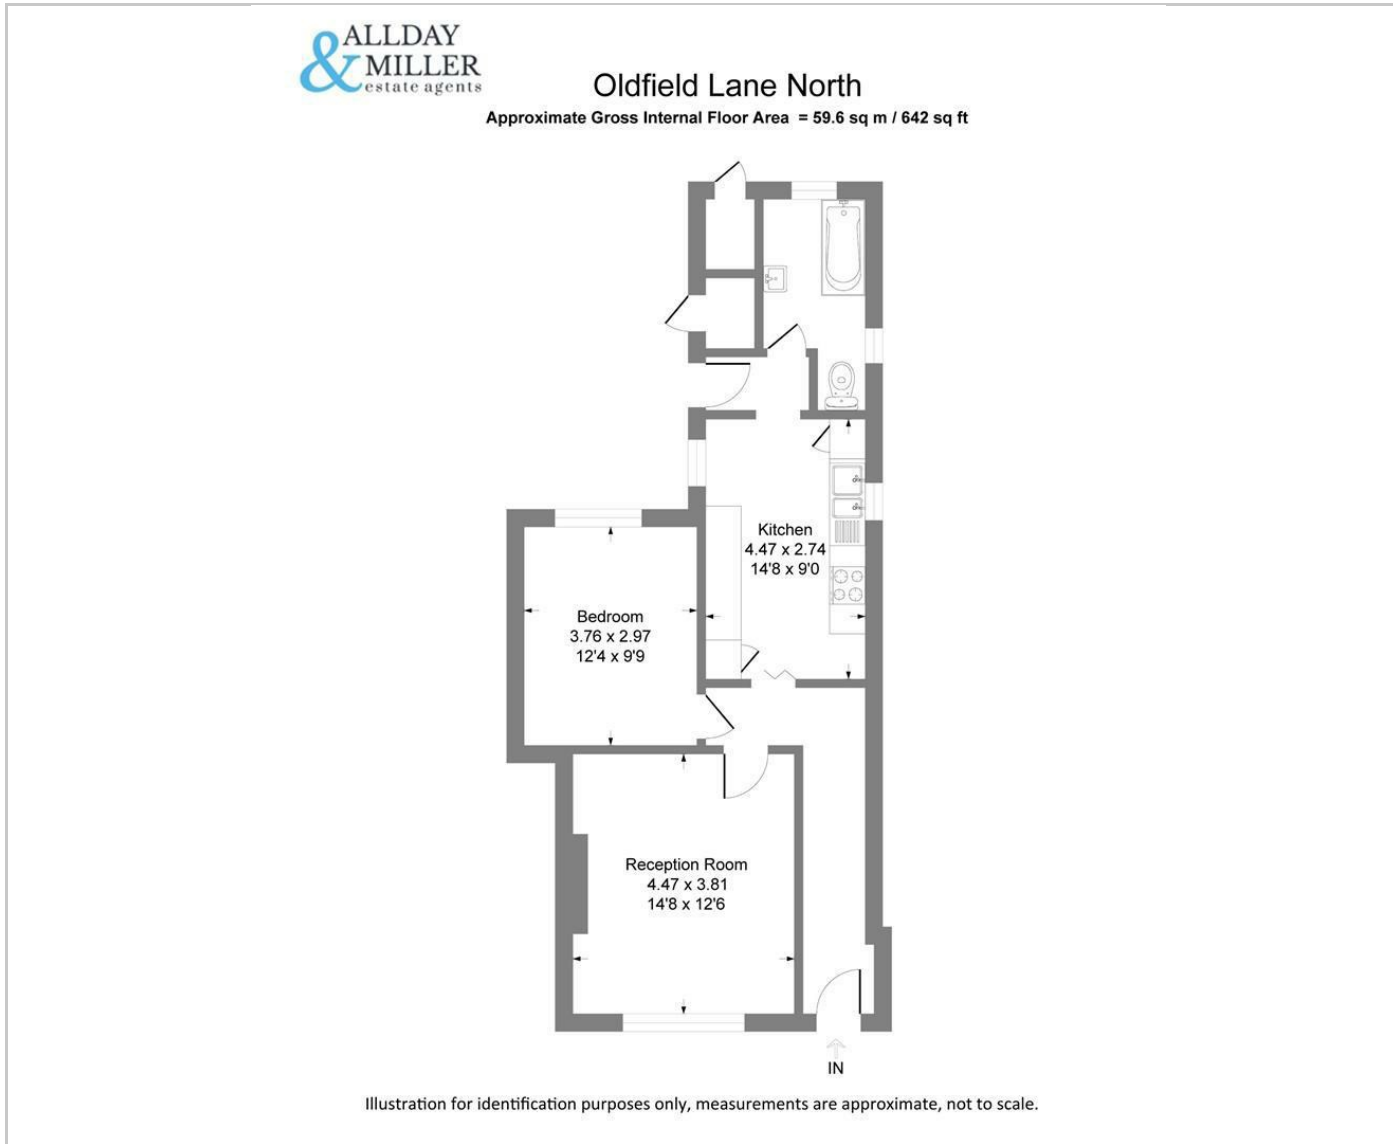 ALLDAY
& MILLER
estate agents
Oldfield Lane North
Approximate Gross Internal Floor Area = 59.6 sq m / 642 sq ft
Kitchen
4.47 x 2.74
14'8 x 9'0
Bedroom
3.76 x 2.97
12'4 x 9'9
Reception Room
4.47 x 3.81
14'8 x 12'6
IN
Illustration for identification purposes only, measurements are approximate, not to scale.